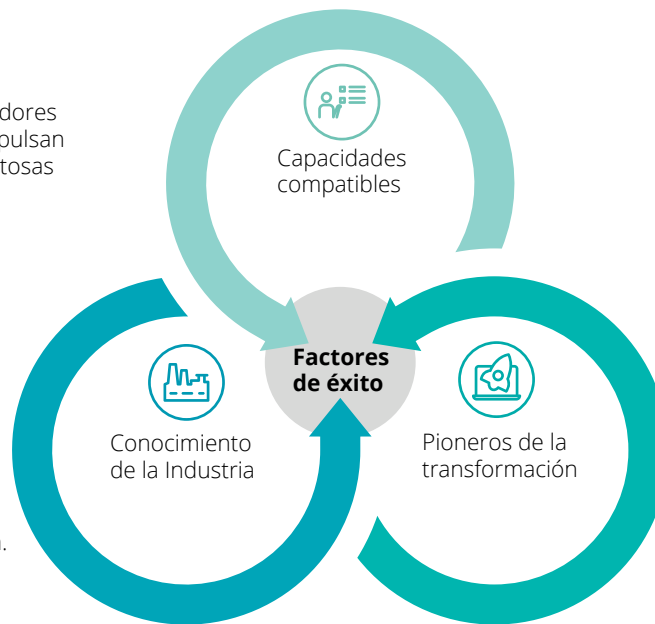 dores
pulsan
tosas
Capacidades
compatibles
Factores
de éxito
Conocimiento
de la Industria
Pioneros de la
transformación